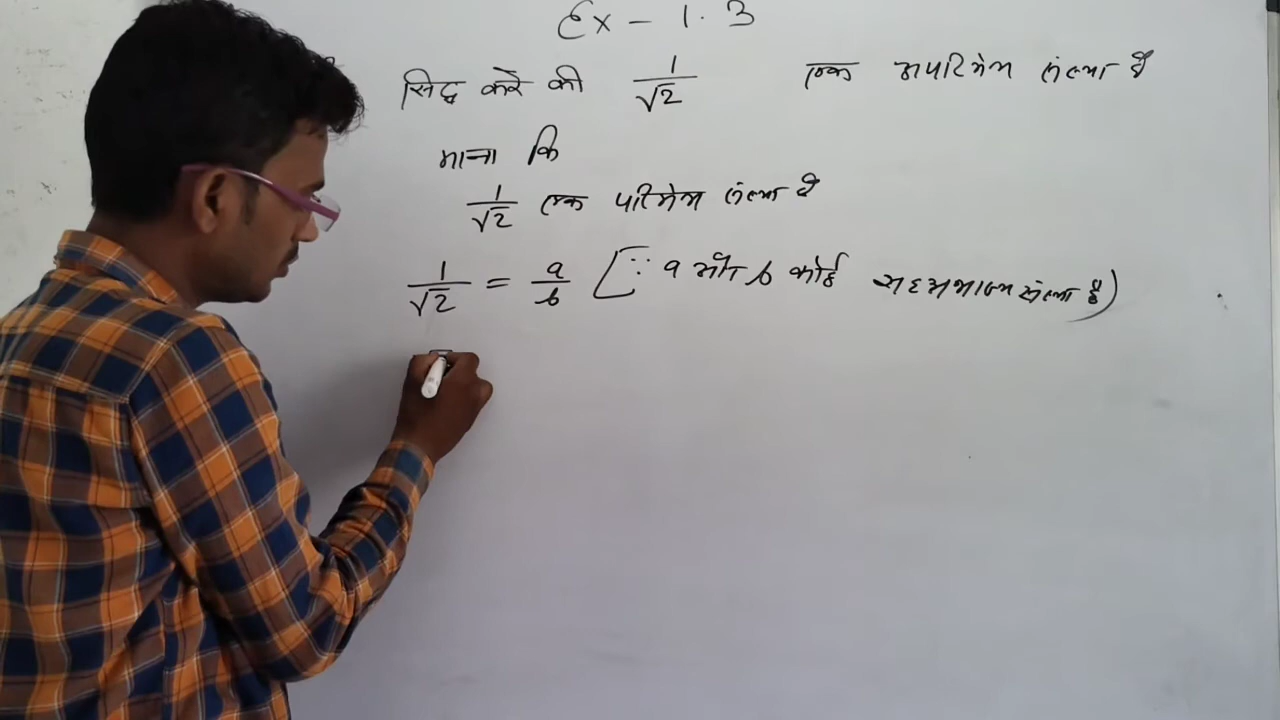 Ex - 1.3
सिद्ध करे की 1/√2 एक अपरिमेय संख्या है
माना कि
1/√2 एक परिमेय संख्या है
1/√2 = a/b [∵ a और b कोई सहअभाज्य संख्या है)